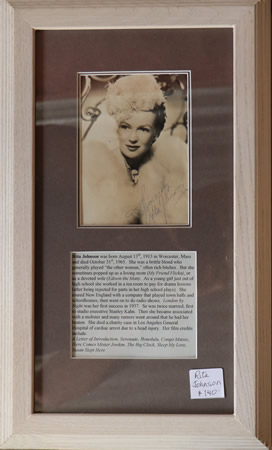 Rita Johnson was born August 13th, 1913 in Worcester, Mass
and died October 31st, 1965. She was a brittle blond who
generally played "the other woman," often rich bitches. But she
sometimes popped up as a loving mom (My Friend Flicka), or
as a devoted wife (Edison the Man). As a young girl just out of
high school she worked in a tea room to pay for drama lessons
after being rejected for parts in her high school plays. She
toured New England with a company that played town halls and
schoolhouses, then went on to do radio shows. London by
Night was her first success in 1937. So was twice married, first
to studio executive Stanley Kahn. Then she became associated
with a mobster and many rumors went around that he had her
beaten. She died a charity case in Los Angeles General
Hospital of cardiac arrest due to a head injury. Her film credits
include:
A Letter of Introduction, Serenade, Honolulu, Congo Maisie,
Here Comes Mister Jordan, The Big Clock, Sleep My Love,
Susan Slept Here
Rita
Johnson